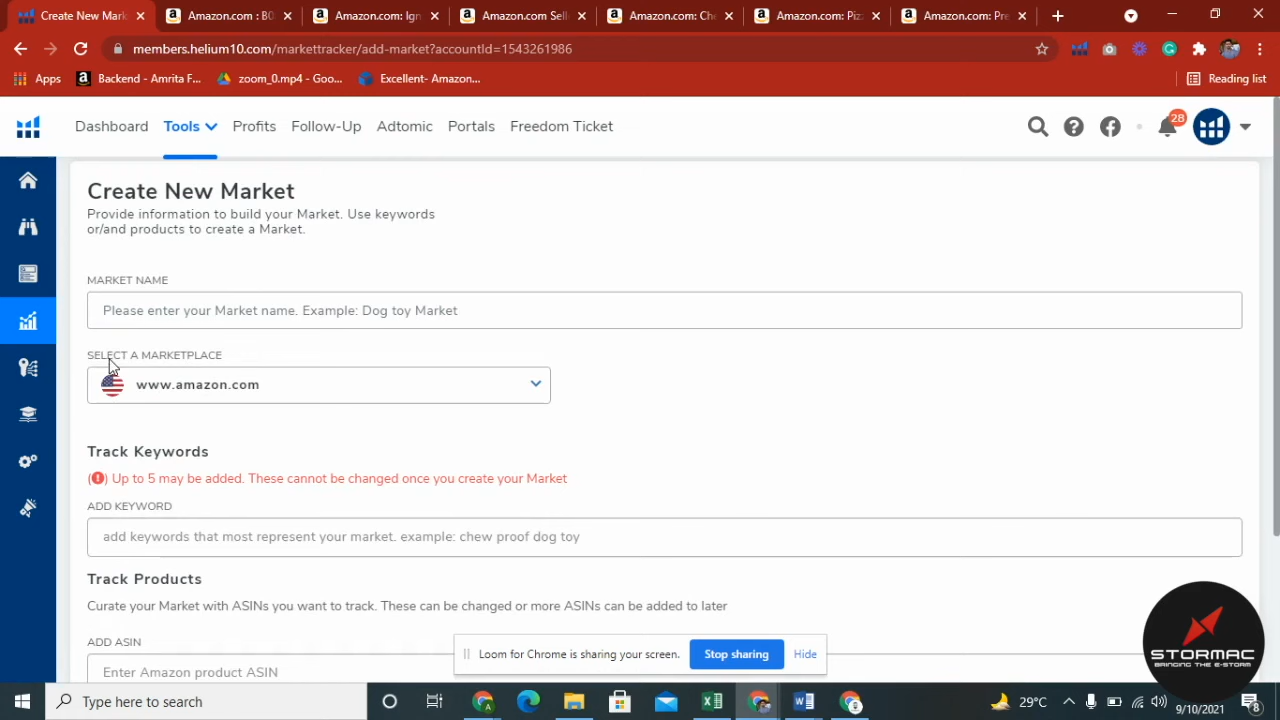 Create New Market
Amazon.com : B0
Amazon.com: Ign
Amazon.com Sell
Amazon.com: Che
Amazon.com: Piz
Amazon.com: Pre
members.helium10.com/markettracker/add-market?accountId=1543261986
Apps
Backend - Amrita F...
zoom_0.mp4 - Goo...
Excellent- Amazon...
Reading list
Dashboard
Tools
Profits
Follow-Up
Adtomic
Portals
Freedom Ticket
28
Create New Market
Provide information to build your Market. Use keywords
or/and products to create a Market.
MARKET NAME
Please enter your Market name. Example: Dog toy Market
SELECT A MARKETPLACE
www.amazon.com
Track Keywords
(!) Up to 5 may be added. These cannot be changed once you create your Market
ADD KEYWORD
add keywords that most represent your market. example: chew proof dog toy
Track Products
Curate your Market with ASINs you want to track. These can be changed or more ASINs can be added to later
ADD ASIN
Enter Amazon product ASIN
Loom for Chrome is sharing your screen.
Stop sharing
Hide
STORMAC
BRINGING THE E-STORM
Type here to search
29°C
9/10/2021
8